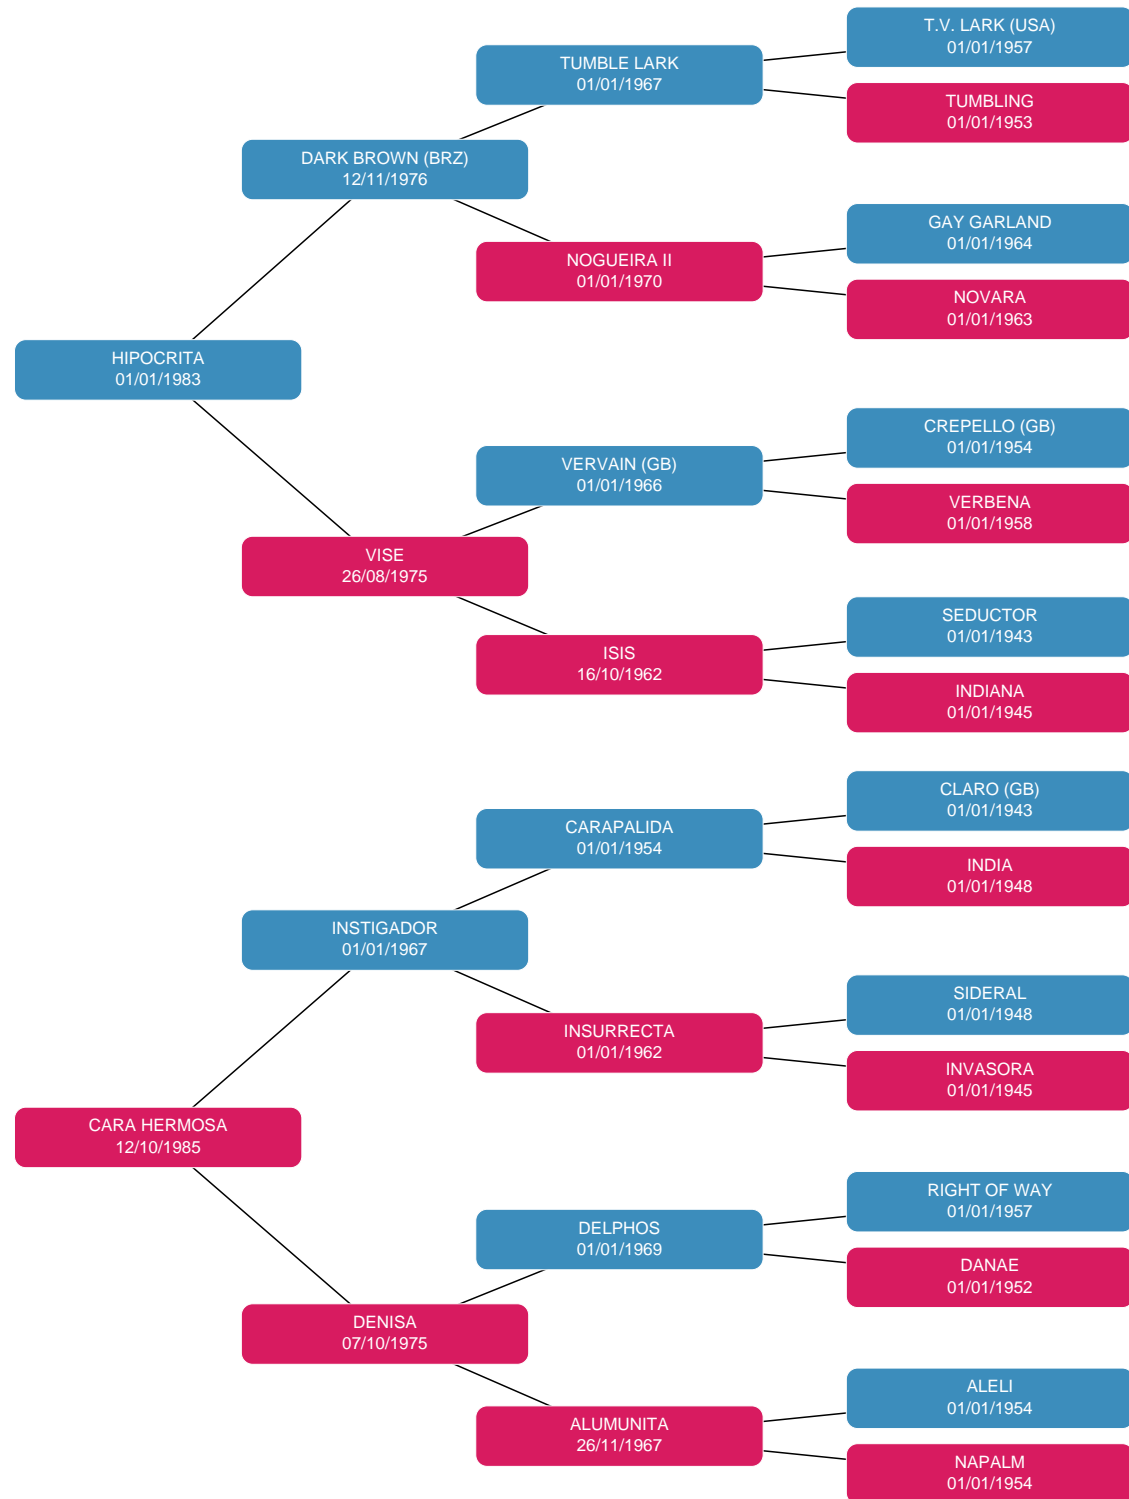 T.V. LARK (USA)
01/01/1957
TUMBLE LARK
01/01/1967
TUMBLING
01/01/1953
DARK BROWN (BRZ)
12/11/1976
GAY GARLAND
01/01/1964
NOGUEIRA II
01/01/1970
NOVARA
01/01/1963
HIPOCRITA
01/01/1983
CREPELLO (GB)
01/01/1954
VERVAIN (GB)
01/01/1966
VERBENA
01/01/1958
VISE
26/08/1975
SEDUCTOR
01/01/1943
ISIS
16/10/1962
INDIANA
01/01/1945
CLARO (GB)
01/01/1943
CARAPALIDA
01/01/1954
INDIA
01/01/1948
INSTIGADOR
01/01/1967
SIDERAL
01/01/1948
INSURRECTA
01/01/1962
INVASORA
01/01/1945
CARA HERMOSA
12/10/1985
RIGHT OF WAY
01/01/1957
DELPHOS
01/01/1969
DANAE
01/01/1952
DENISA
07/10/1975
ALELI
01/01/1954
ALUMUNITA
26/11/1967
NAPALM
01/01/1954